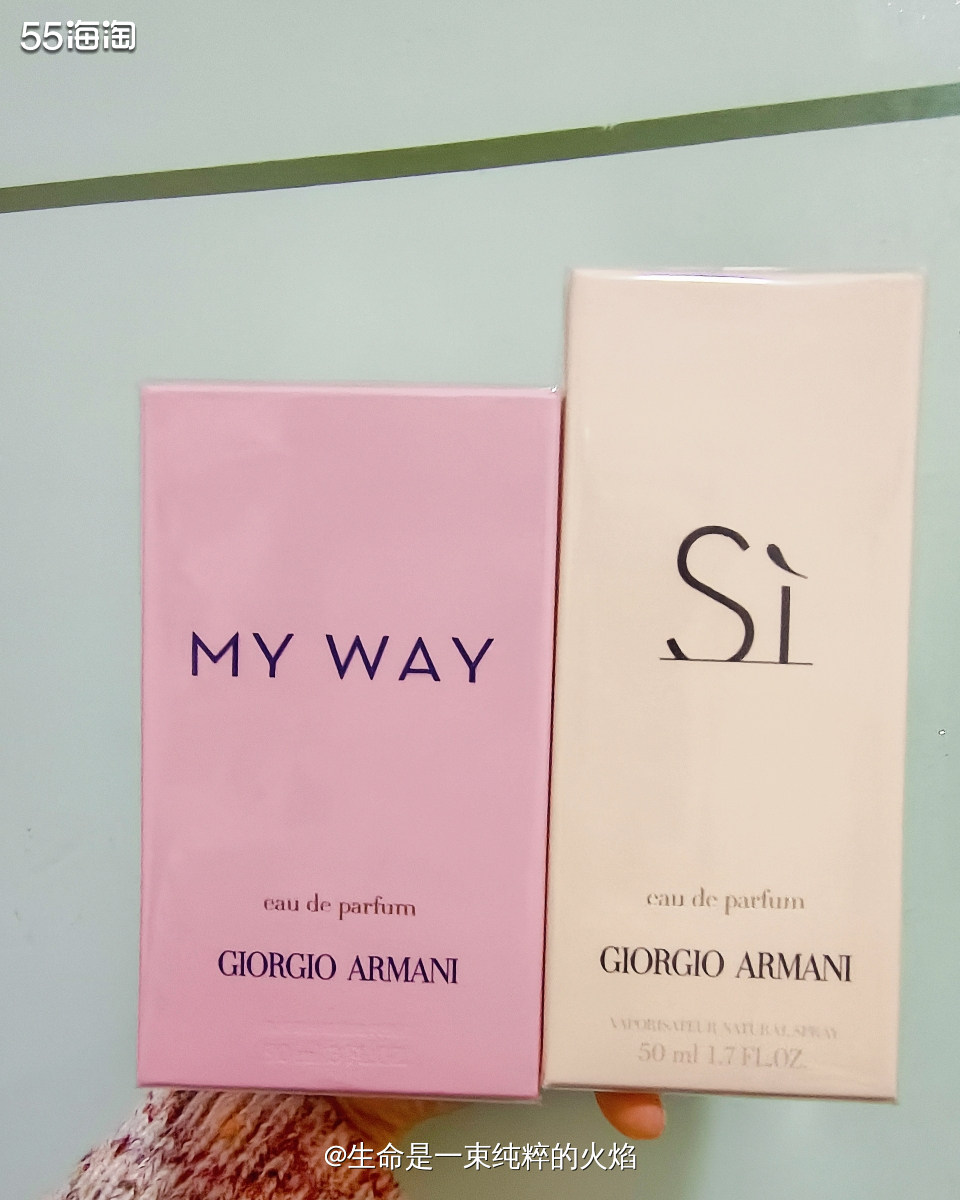 55海淘
MY WAY
eau de parfum
GIORGIO ARMANI
Sì
eau de parfum
GIORGIO ARMANI
VAPORISATEUR NATURAL SPRAY
50 ml 1.7 FL.OZ.
@生命是一束纯粹的火焰